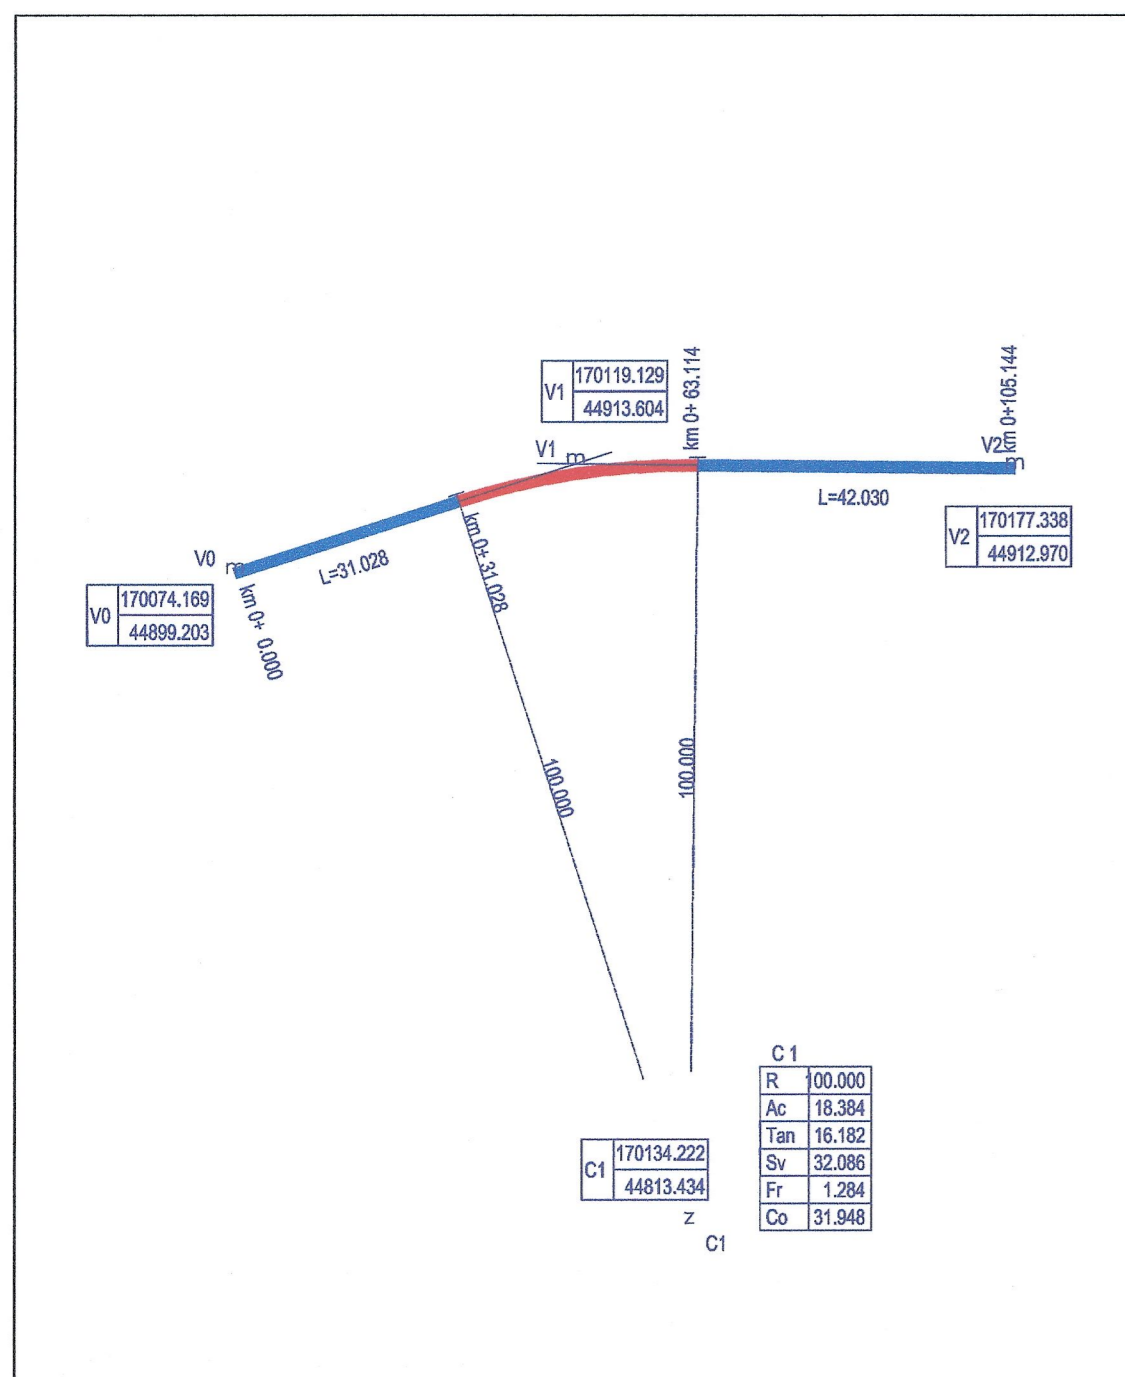 170119.129
V1
44913.604
km 0+ 63.114
km 0+105.144
V1
m
V2
m
L=42.030
170177.338
V2
44912.970
V0
m
L=31.028
km 0+ 31.028
170074.169
V0
44899.203
km 0+ 0.000
100.000
100.000
C 1
R 100.000
Ac 18.384
Tan 16.182
Sv 32.086
Fr 1.284
Co 31.948
170134.222
C1
44813.434
z
C1